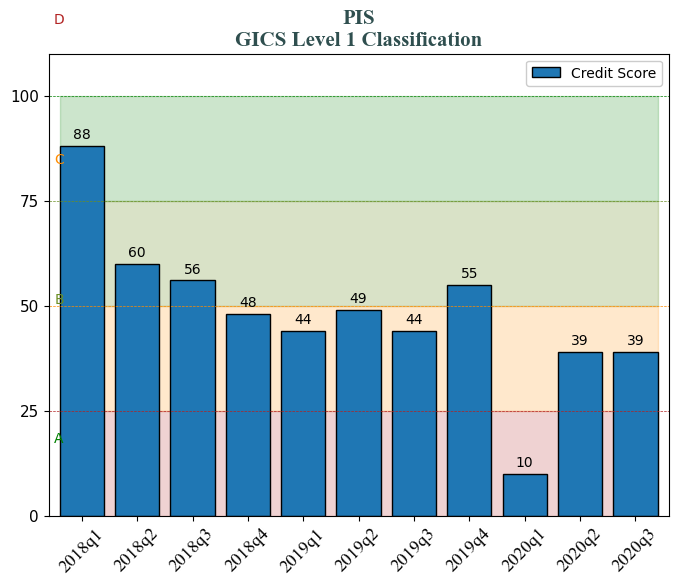 D
PIS
GICS Level 1 Classification
Credit Score
100
88
C
75
60
56
55
B
50
48
44
49
44
39
39
25
A
10
0
2018q1
2018q2
2018q3
2018q4
2019q1
2019q2
2019q3
2019q4
2020q1
2020q2
2020q3